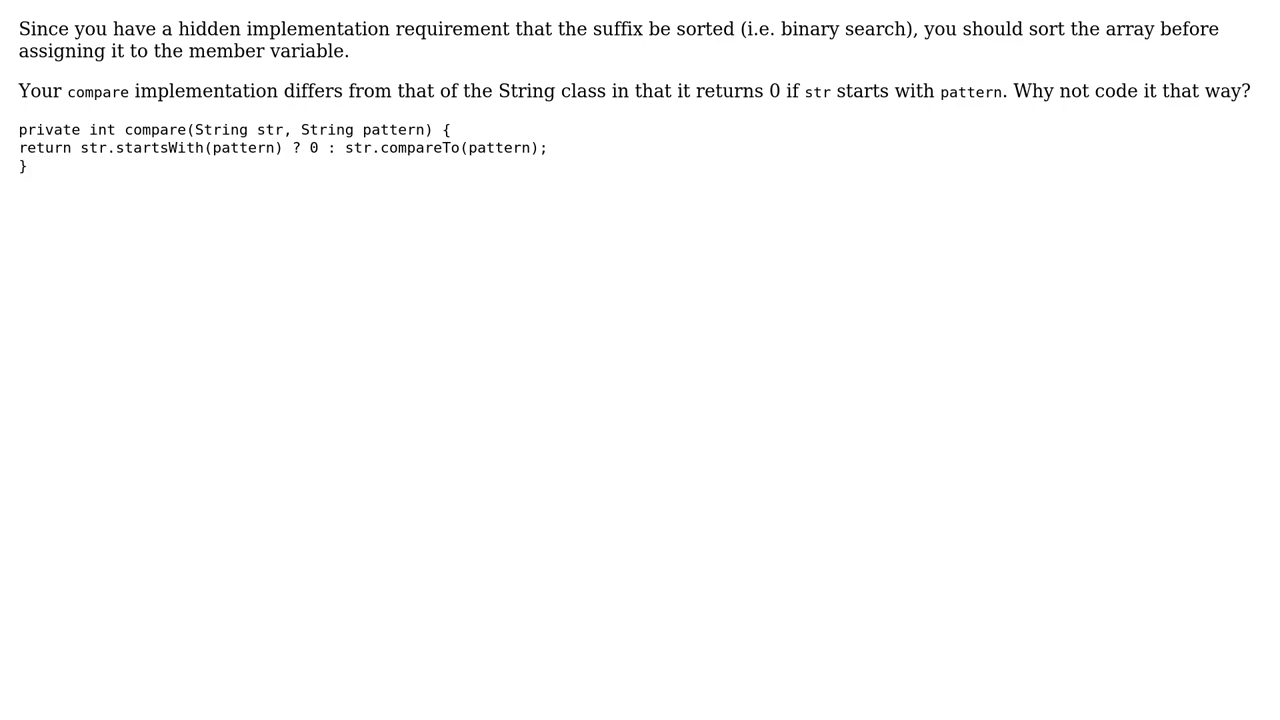 Since you have a hidden implementation requirement that the suffix be sorted (i.e. binary search), you should sort the array before
assigning it to the member variable.
Your compare implementation differs from that of the String class in that it returns 0 if str starts with pattern. Why not code it that way?
private int compare(String str, String pattern) {
return str.startsWith(pattern) ? 0 : str.compareTo(pattern);
}